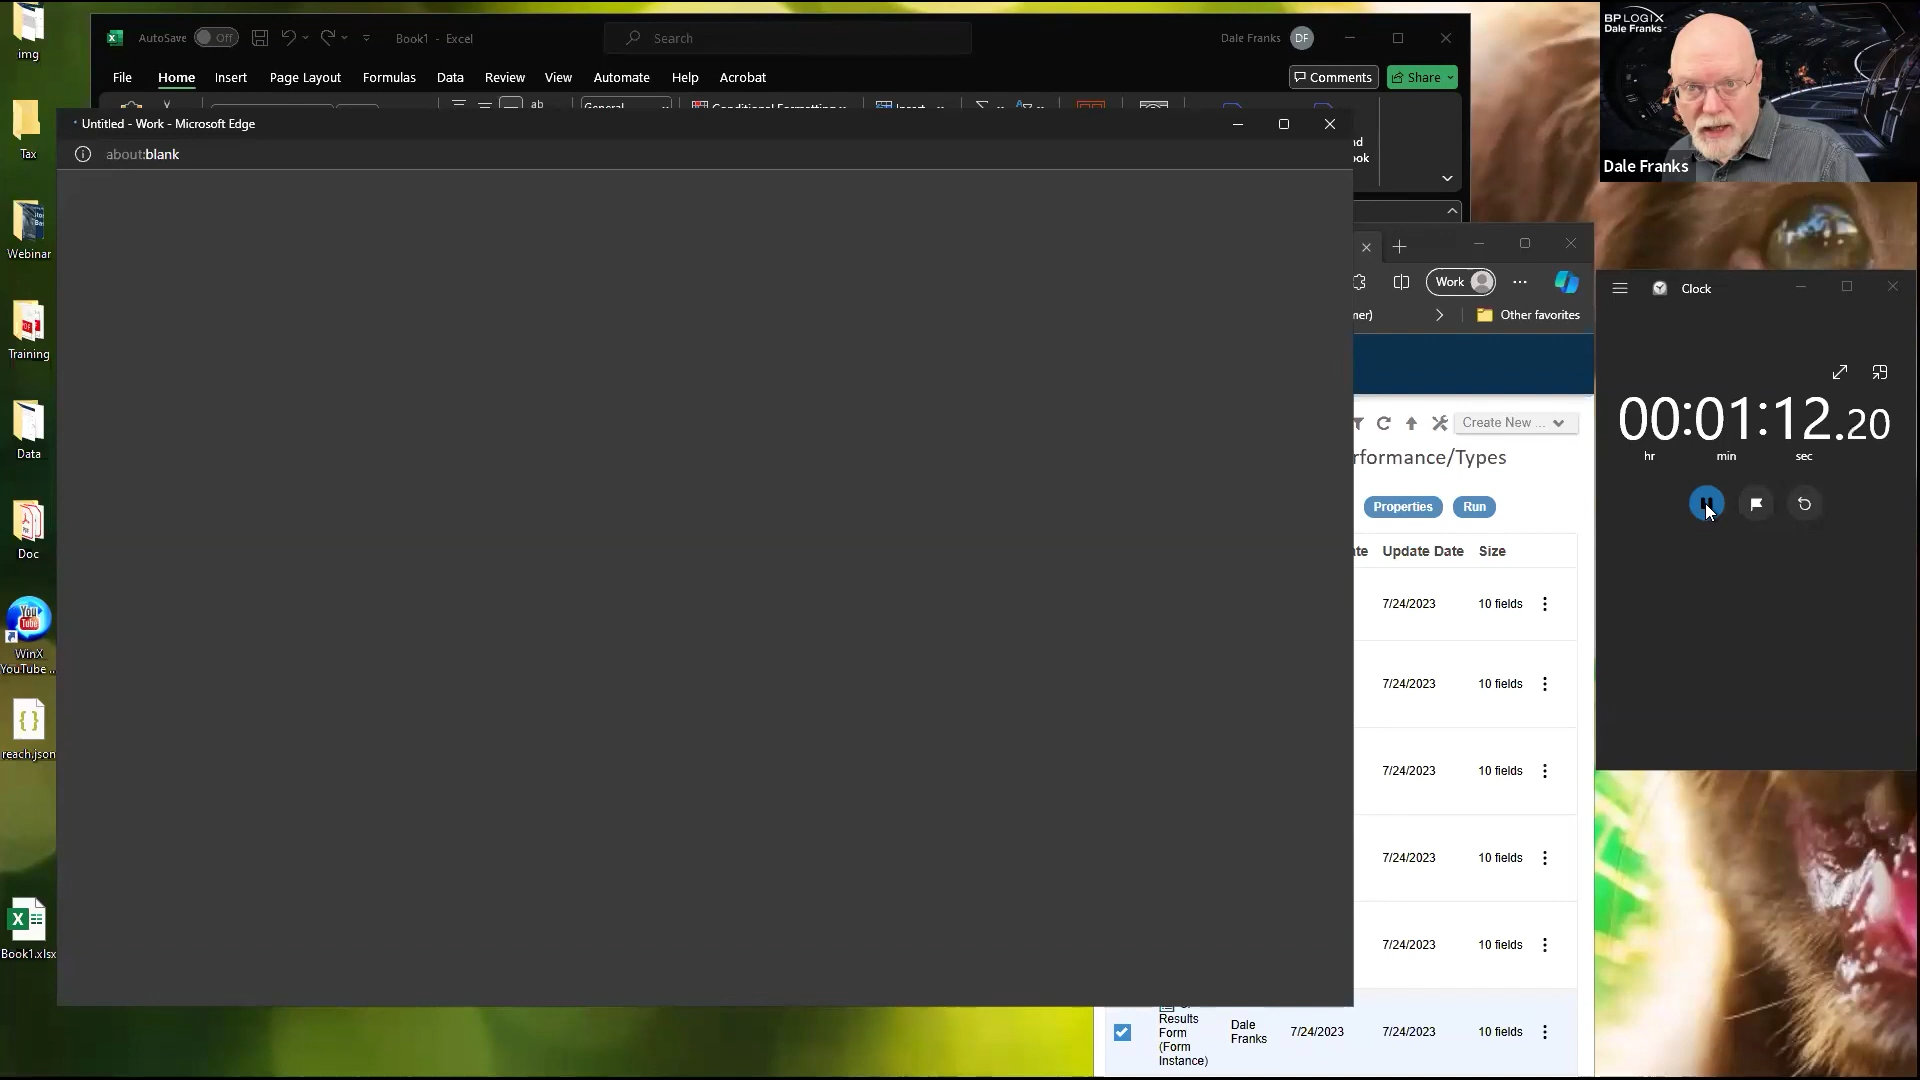 img
Tax
Webinar
Training
Data
Doc
WinX
YouTube ..
reach.json
Book1.xlsx
AutoSave
Off
Book1 - Excel
Search
Dale Franks
DF
File
Home
Insert
Page Layout
Formulas
Data
Review
View
Automate
Help
Acrobat
Comments
Share
General
Conditional Formatting
Insert
Untitled - Work - Microsoft Edge
about:blank
Work
Other favorites
Create New ...
rformance/Types
Properties
Run
Update Date
Size
7/24/2023
10 fields
7/24/2023
10 fields
7/24/2023
10 fields
7/24/2023
10 fields
7/24/2023
10 fields
Results
Form
(Form
Instance)
Dale
Franks
7/24/2023
7/24/2023
10 fields
BP LOGIX
Dale Franks
Dale Franks
Clock
00:01:12.20
hr
min
sec